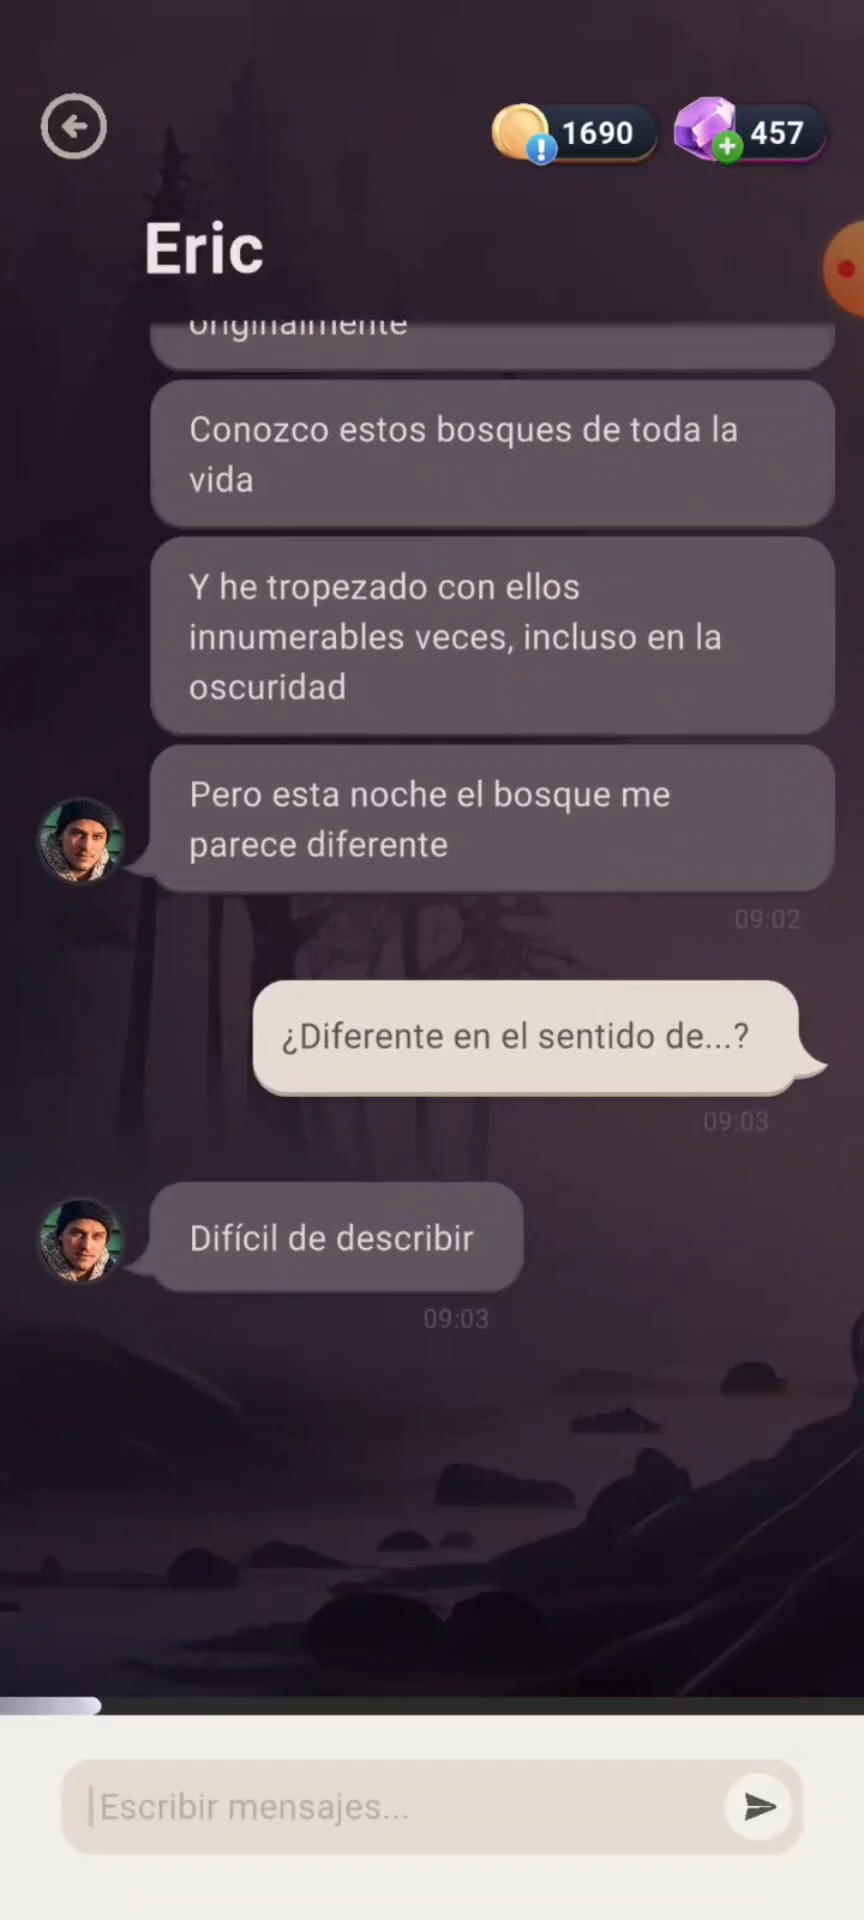 1690
457
Eric
originalmente
Conozco estos bosques de toda la
vida
Y he tropezado con ellos
innumerables veces, incluso en la
oscuridad
Pero esta noche el bosque me
parece diferente
09:02
¿Diferente en el sentido de...?
09:03
Difícil de describir
09:03
Escribir mensajes...